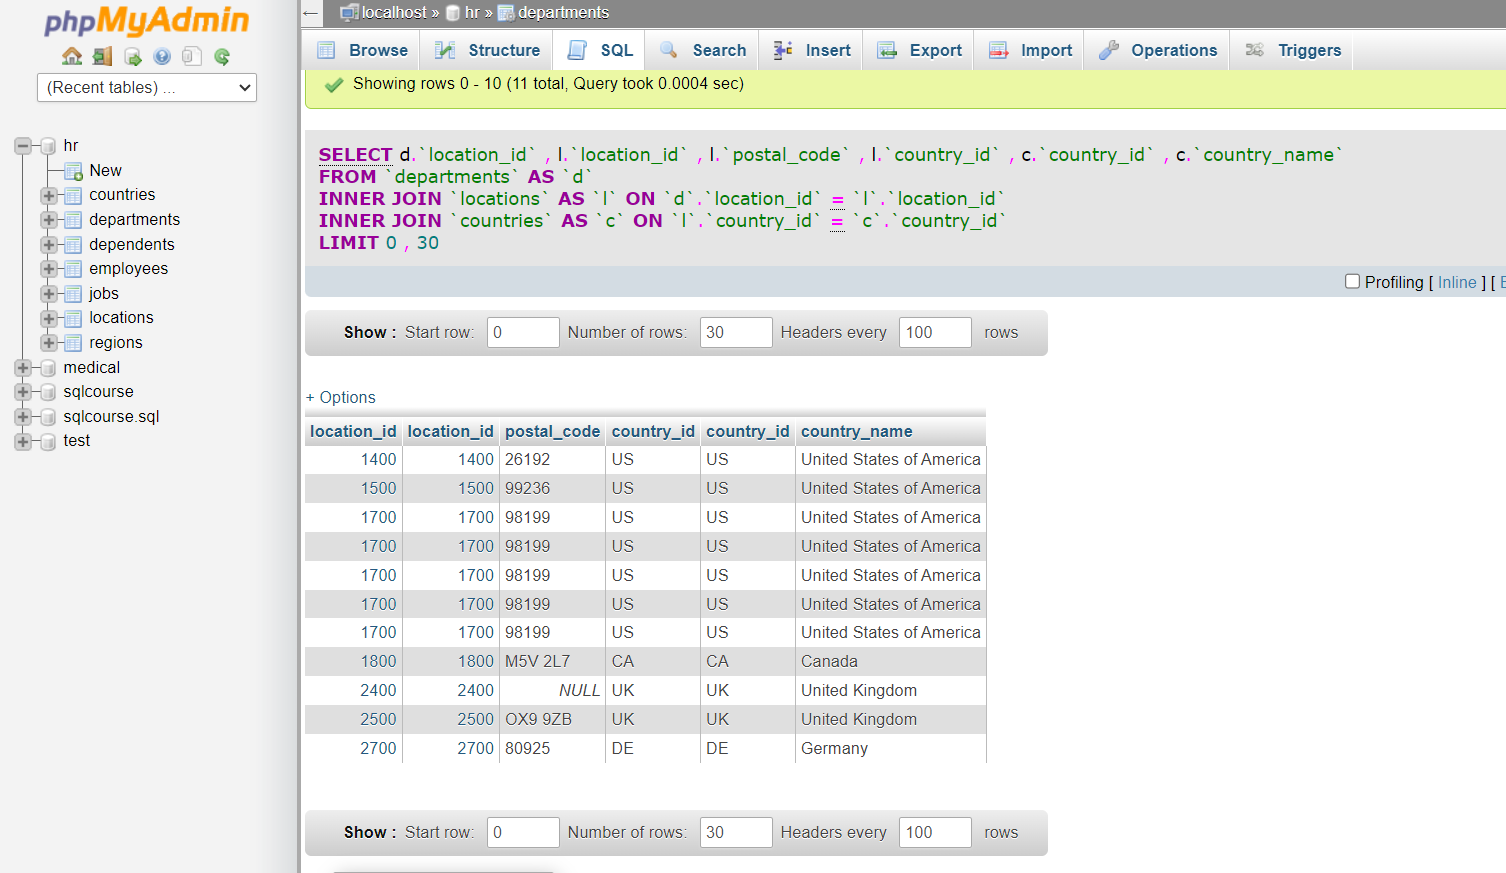 phpMyAdmin
(Recent tables) ...
hr
New
countries
departments
dependents
employees
jobs
locations
regions
medical
sqlcourse
sqlcourse.sql
test
← localhost » hr » departments
Browse Structure SQL Search Insert Export Import Operations Triggers
Showing rows 0 - 10 (11 total, Query took 0.0004 sec)
SELECT d.`location_id` , l.`location_id` , l.`postal_code` , l.`country_id` , c.`country_id` , c.`country_name`
FROM `departments` AS `d`
INNER JOIN `locations` AS `l` ON `d`.`location_id` = `l`.`location_id`
INNER JOIN `countries` AS `c` ON `l`.`country_id` = `c`.`country_id`
LIMIT 0 , 30
Profiling [ Inline ] [
Show : Start row: 0 Number of rows: 30 Headers every 100 rows
+ Options
location_id location_id postal_code country_id country_id country_name
1400 1400 26192 US US United States of America
1500 1500 99236 US US United States of America
1700 1700 98199 US US United States of America
1700 1700 98199 US US United States of America
1700 1700 98199 US US United States of America
1700 1700 98199 US US United States of America
1700 1700 98199 US US United States of America
1800 1800 M5V 2L7 CA CA Canada
2400 2400 NULL UK UK United Kingdom
2500 2500 OX9 9ZB UK UK United Kingdom
2700 2700 80925 DE DE Germany
Show : Start row: 0 Number of rows: 30 Headers every 100 rows